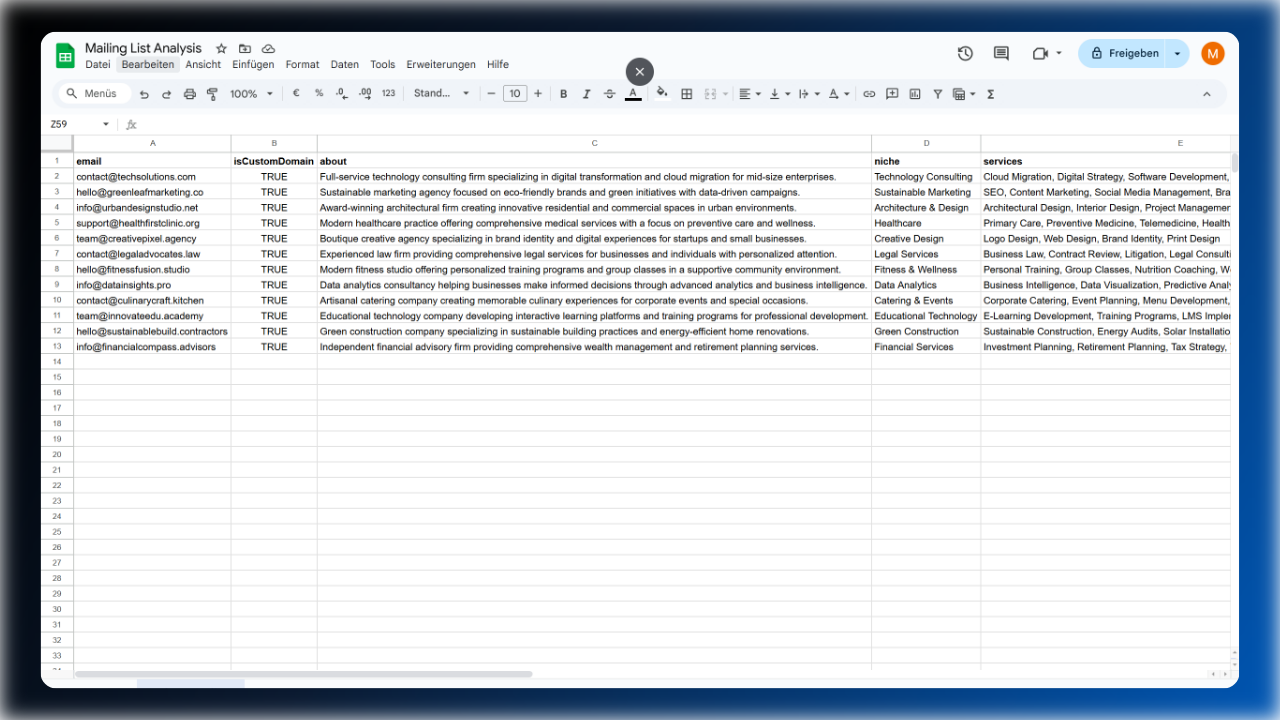 Mailing List Analysis
Datei Bearbeiten Ansicht Einfügen Format Daten Tools Erweiterungen Hilfe
Freigeben
M
Menüs 100% € % .0 .00 123 Stand... 10 B I A Σ
Z59 fx
A B C D E
1 email isCustomDomain about niche services
2 contact@techsolutions.com TRUE Full-service technology consulting firm specializing in digital transformation and cloud migration for mid-size enterprises. Technology Consulting Cloud Migration, Digital Strategy, Software Development,
3 hello@greenleafmarketing.co TRUE Sustainable marketing agency focused on eco-friendly brands and green initiatives with data-driven campaigns. Sustainable Marketing SEO, Content Marketing, Social Media Management, Bra
4 info@urbandesignstudio.net TRUE Award-winning architectural firm creating innovative residential and commercial spaces in urban environments. Architecture & Design Architectural Design, Interior Design, Project Managemen
5 support@healthfirstclinic.org TRUE Modern healthcare practice offering comprehensive medical services with a focus on preventive care and wellness. Healthcare Primary Care, Preventive Medicine, Telemedicine, Health
6 team@creativepixel.agency TRUE Boutique creative agency specializing in brand identity and digital experiences for startups and small businesses. Creative Design Logo Design, Web Design, Brand Identity, Print Design
7 contact@legaladvocates.law TRUE Experienced law firm providing comprehensive legal services for businesses and individuals with personalized attention. Legal Services Business Law, Contract Review, Litigation, Legal Consulti
8 hello@fitnessfusion.studio TRUE Modern fitness studio offering personalized training programs and group classes in a supportive community environment. Fitness & Wellness Personal Training, Group Classes, Nutrition Coaching, W
9 info@datainsights.pro TRUE Data analytics consultancy helping businesses make informed decisions through advanced analytics and business intelligence. Data Analytics Business Intelligence, Data Visualization, Predictive Anal
10 contact@culinarycraft.kitchen TRUE Artisanal catering company creating memorable culinary experiences for corporate events and special occasions. Catering & Events Corporate Catering, Event Planning, Menu Development,
11 team@innovateedu.academy TRUE Educational technology company developing interactive learning platforms and training programs for professional development. Educational Technology E-Learning Development, Training Programs, LMS Imple
12 hello@sustainablebuild.contractors TRUE Green construction company specializing in sustainable building practices and energy-efficient home renovations. Green Construction Sustainable Construction, Energy Audits, Solar Installatio
13 info@financialcompass.advisors TRUE Independent financial advisory firm providing comprehensive wealth management and retirement planning services. Financial Services Investment Planning, Retirement Planning, Tax Strategy,
14
15
16
17
18
19
20
21
22
23
24
25
26
27
28
29
30
31
32
33